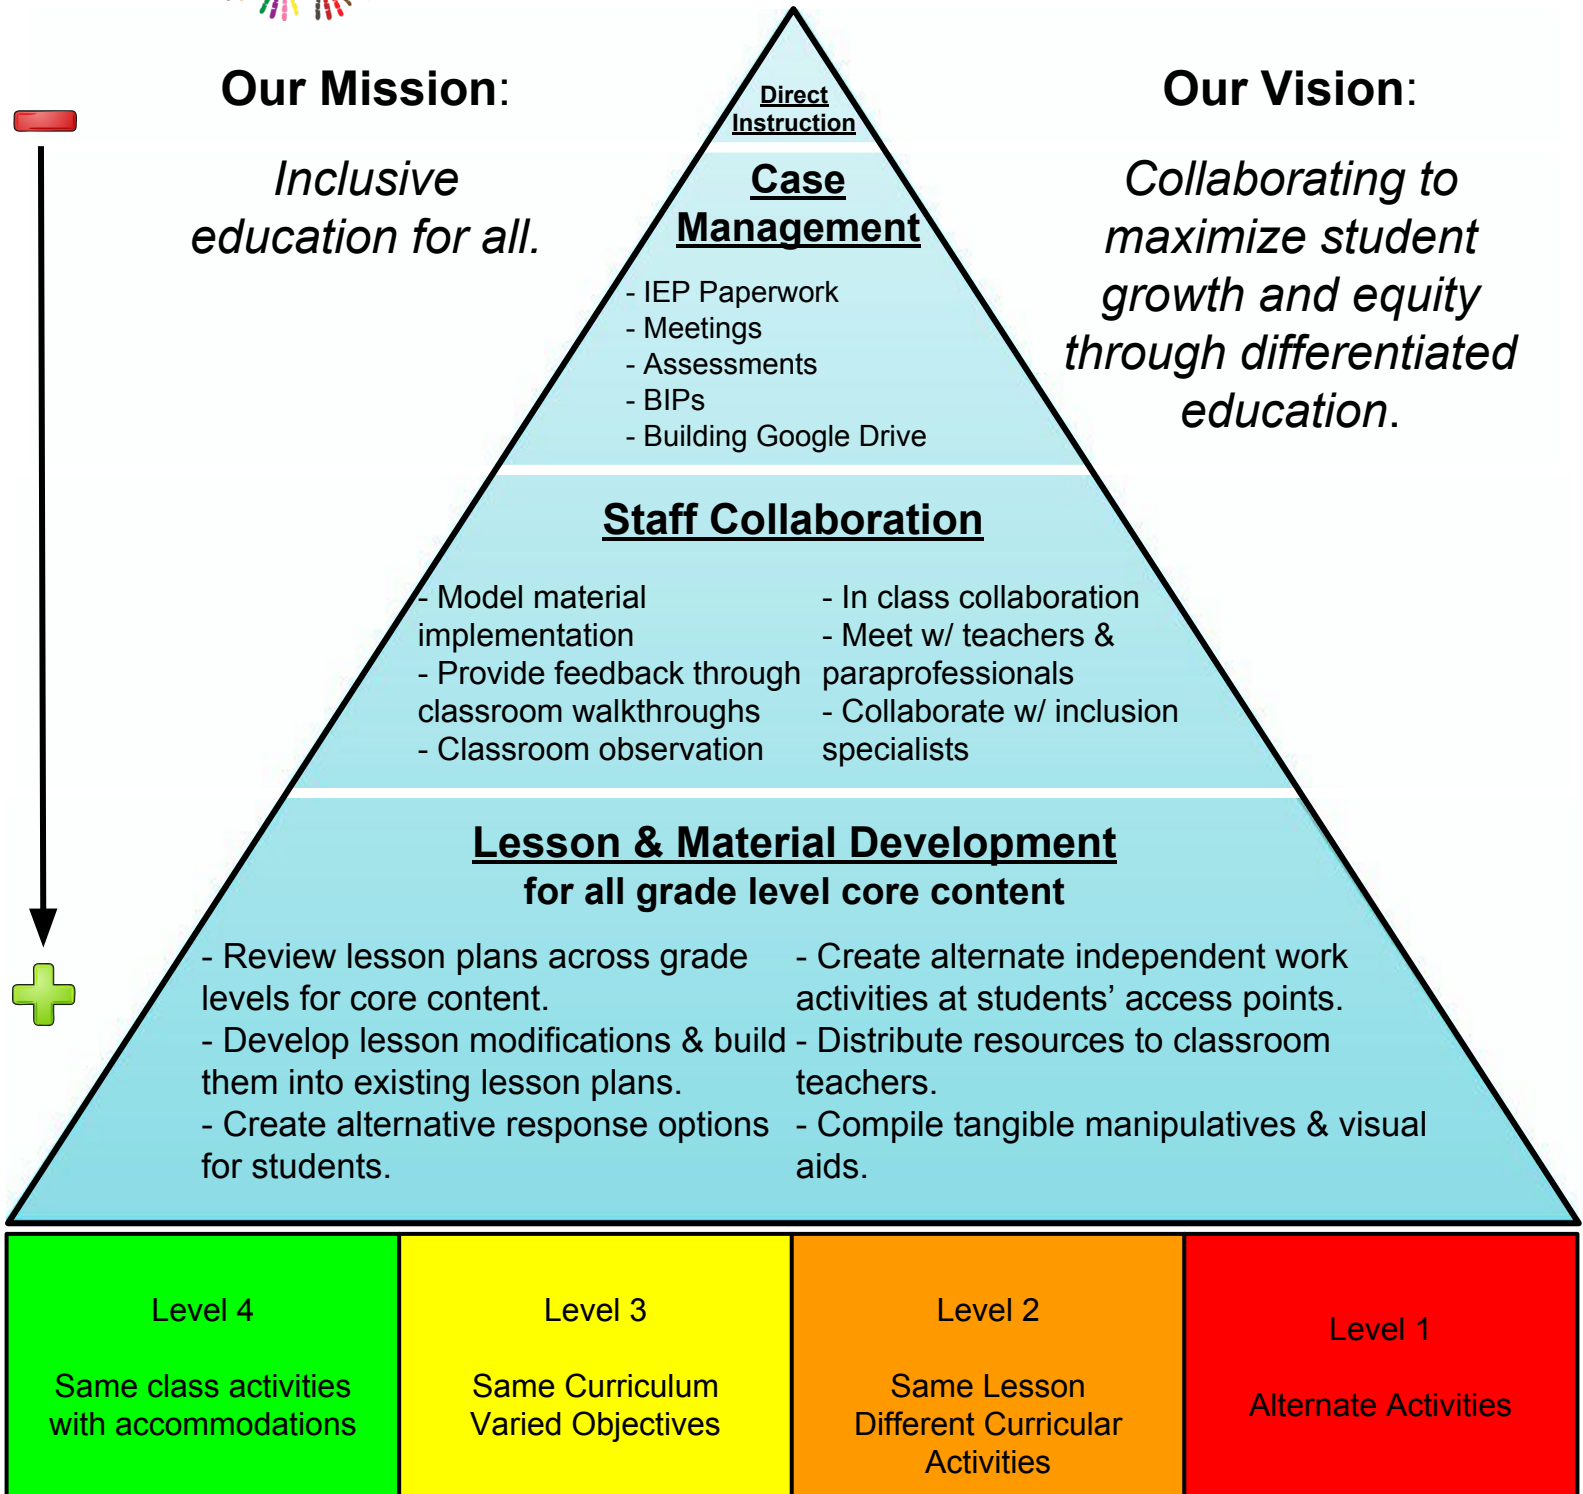 Our Mission:
Inclusive
education for all.
Our Vision:
Collaborating to
maximize student
growth and equity
through differentiated
education.
Direct
Instruction
Case
Management
- IEP Paperwork
- Meetings
- Assessments
- BIPs
- Building Google Drive
Staff Collaboration
- Model material
implementation
- Provide feedback through
classroom walkthroughs
- Classroom observation
- In class collaboration
- Meet w/ teachers &
paraprofessionals
- Collaborate w/ inclusion
specialists
Lesson & Material Development
for all grade level core content
- Review lesson plans across grade
levels for core content.
- Develop lesson modifications & build
them into existing lesson plans.
- Create alternative response options
for students.
- Create alternate independent work
activities at students’ access points.
- Distribute resources to classroom
teachers.
- Compile tangible manipulatives & visual
aids.
Level 4
Same class activities
with accommodations
Level 3
Same Curriculum
Varied Objectives
Level 2
Same Lesson
Different Curricular
Activities
Level 1
Alternate Activities